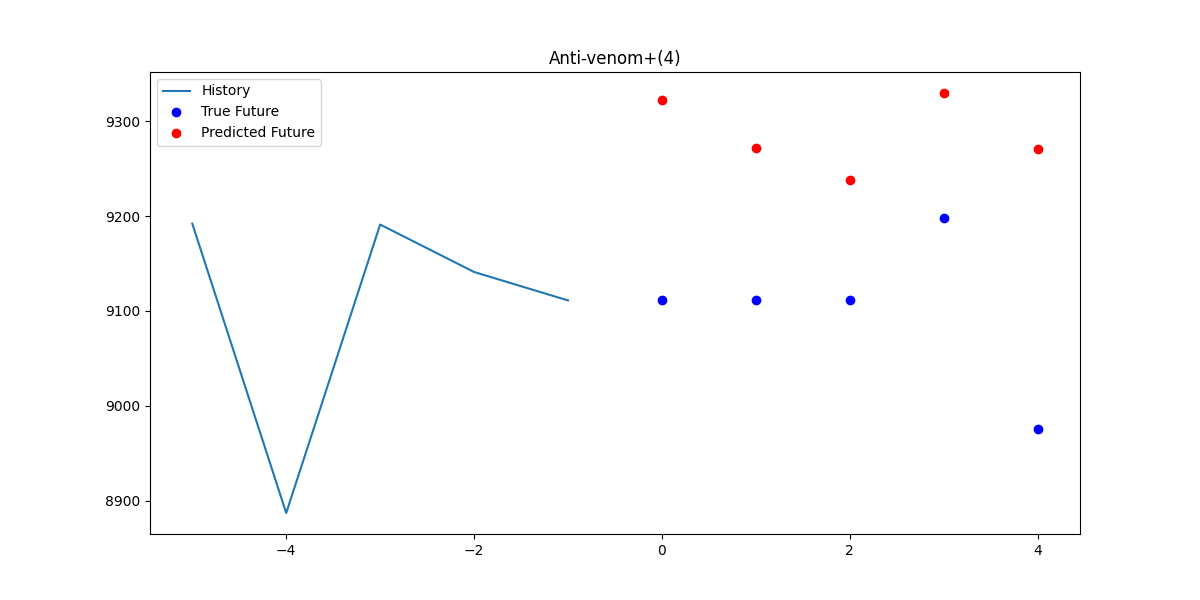 Anti-venom+(4)
History
True Future
Predicted Future
9300
9200
9100
9000
8900
−4
−2
0
2
4